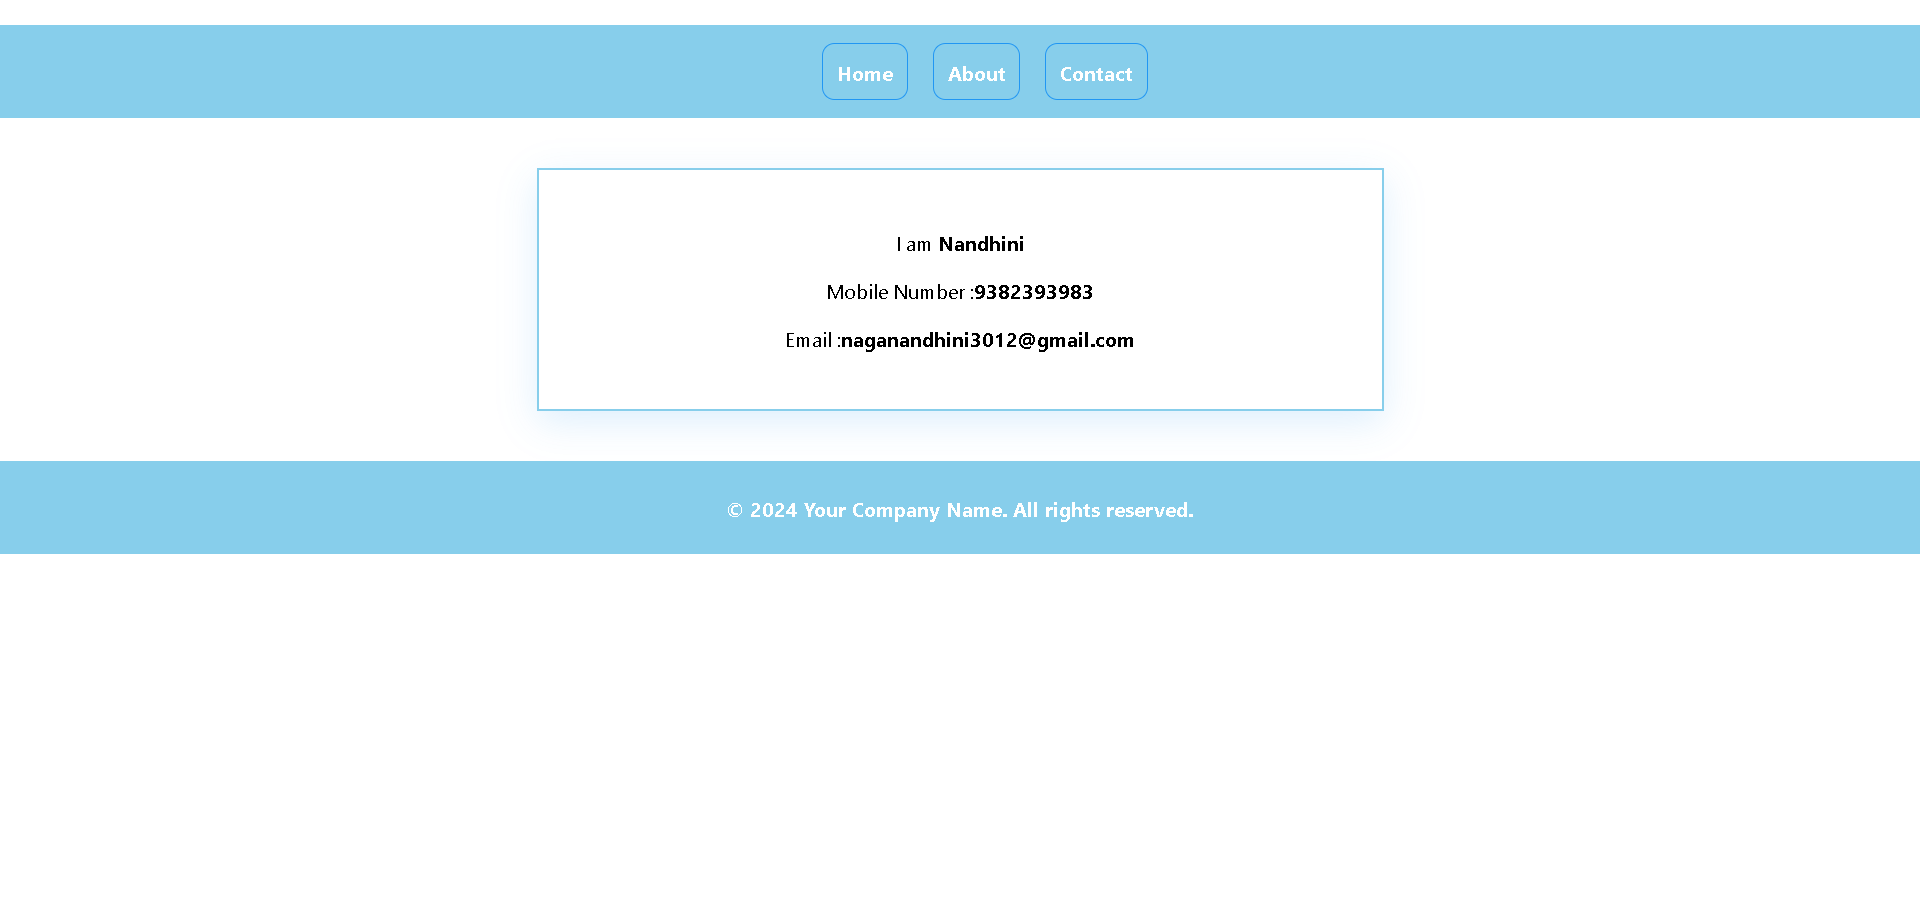 Home About Contact
I am Nandhini
Mobile Number :9382393983
Email :naganandhini3012@gmail.com
© 2024 Your Company Name. All rights reserved.